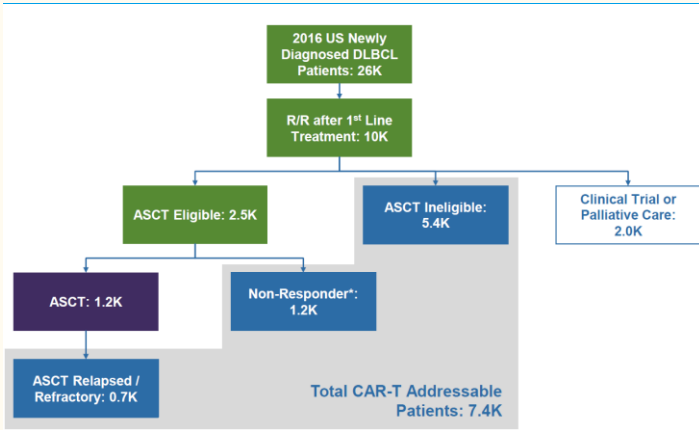 2016 US Newly
Diagnosed DLBCL
Patients: 26K
R/R after 1st Line
Treatment: 10K
ASCT Eligible: 2.5K
ASCT Ineligible:
5.4K
Clinical Trial or
Palliative Care:
2.0K
ASCT: 1.2K
Non-Responder*:
1.2K
ASCT Relapsed /
Refractory: 0.7K
Total CAR-T Addressable
Patients: 7.4K